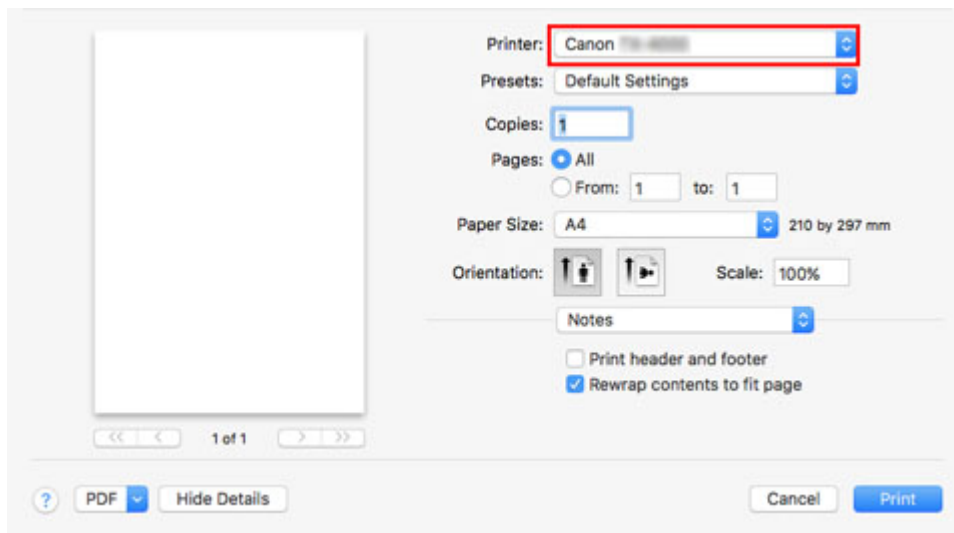 Printer: Canon
Presets: Default Settings
Copies: 1
Pages: All
From: 1 to: 1
Paper Size: A4 210 by 297 mm
Orientation: Scale: 100%
Notes
Print header and footer
Rewrap contents to fit page
<< < 1 of 1 > >>
? PDF Hide Details Cancel Print